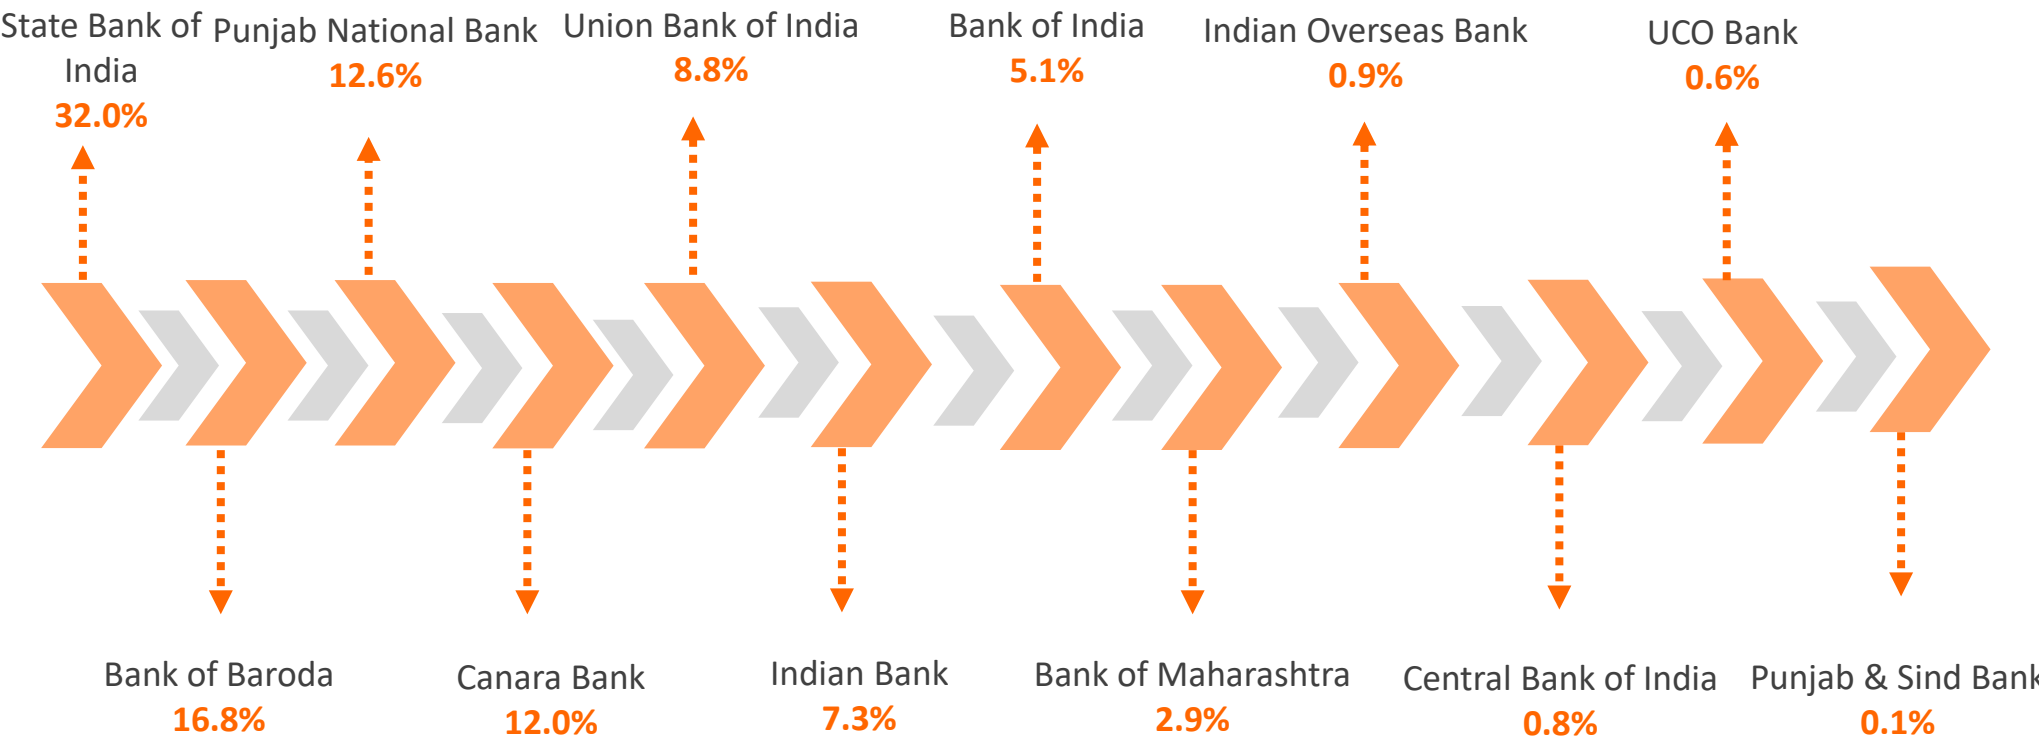 State Bank of
India
32.0%
Punjab National Bank
12.6%
Union Bank of India
8.8%
Bank of India
5.1%
Indian Overseas Bank
0.9%
UCO Bank
0.6%
Bank of Baroda
16.8%
Canara Bank
12.0%
Indian Bank
7.3%
Bank of Maharashtra
2.9%
Central Bank of India
0.8%
Punjab & Sind Bank
0.1%